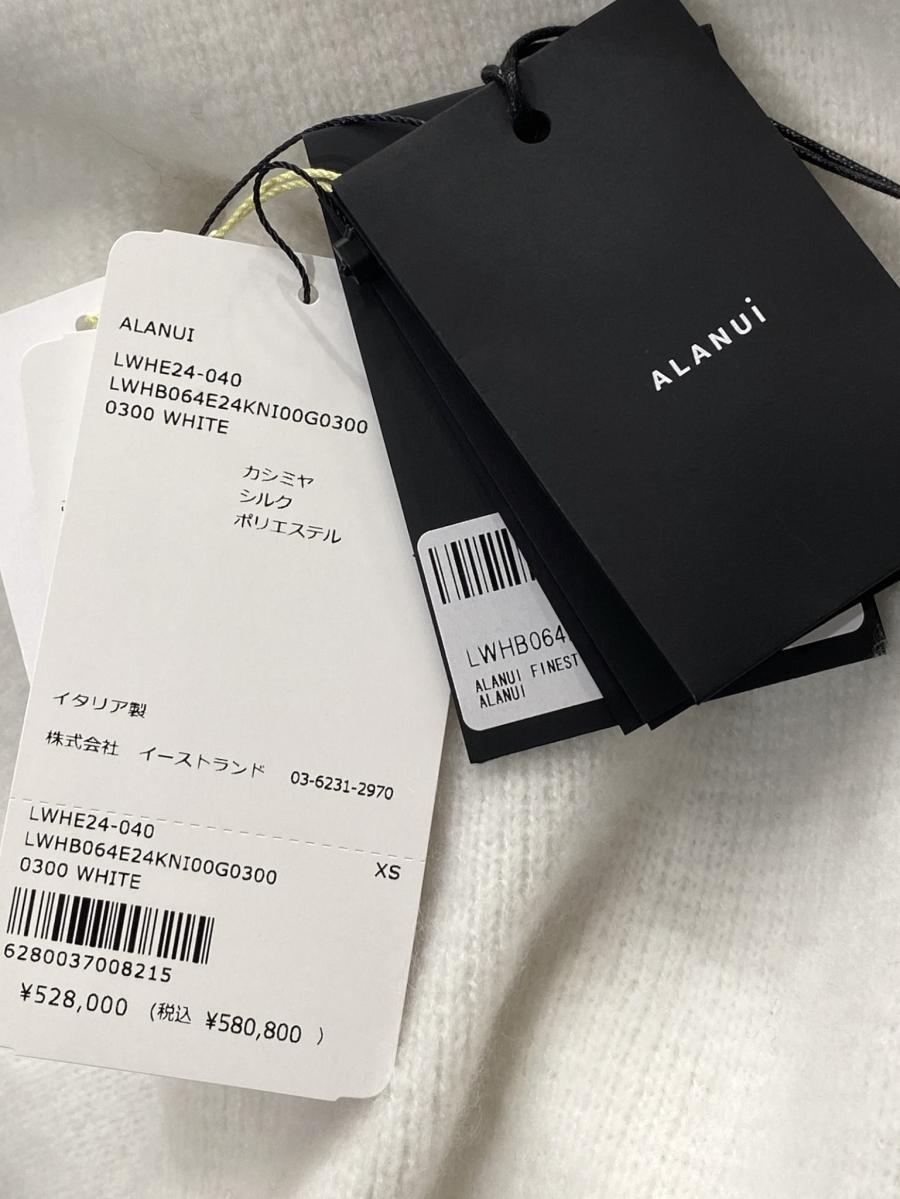 ALANUI
LWHE24-040
LWHB064E24KNI00G0300
0300 WHITE
カシミヤ
シルク
ポリエステル
イタリア製
株式会社 イーストランド 03-6231-2970
LWHE24-040
LWHB064E24KNI00G0300
0300 WHITE XS
6280037008215
¥528,000 (税込 ¥580,800 )
ALANUi
LWHB064
ALANUI FINEST
ALANUI